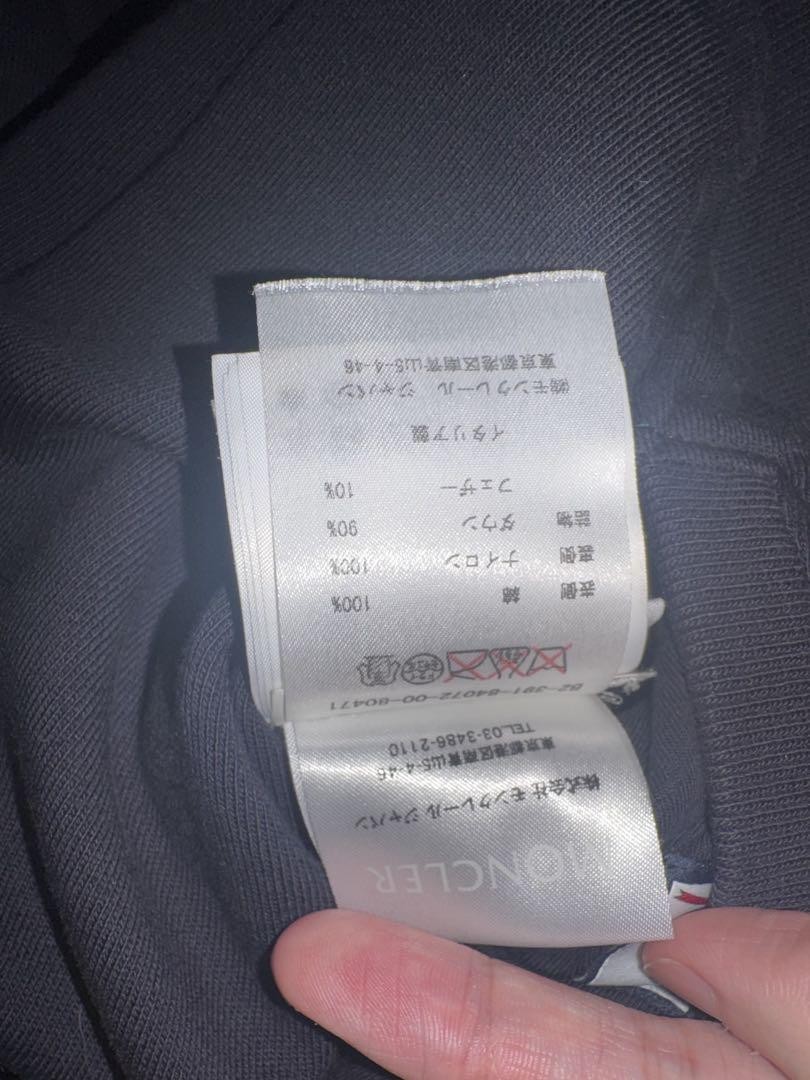 MONCLER
株式会社 モンクレール ジャパン
東京都港区南青山5-4-46
TEL.03-3486-2110
82-391-84072-00-80471
表側 綿 100%
裏側 ナイロン 100%
詰物 ダウン 90%
フェザー 10%
イタリア製
㈱モンクレール ジャパン
東京都港区南青山5-4-46